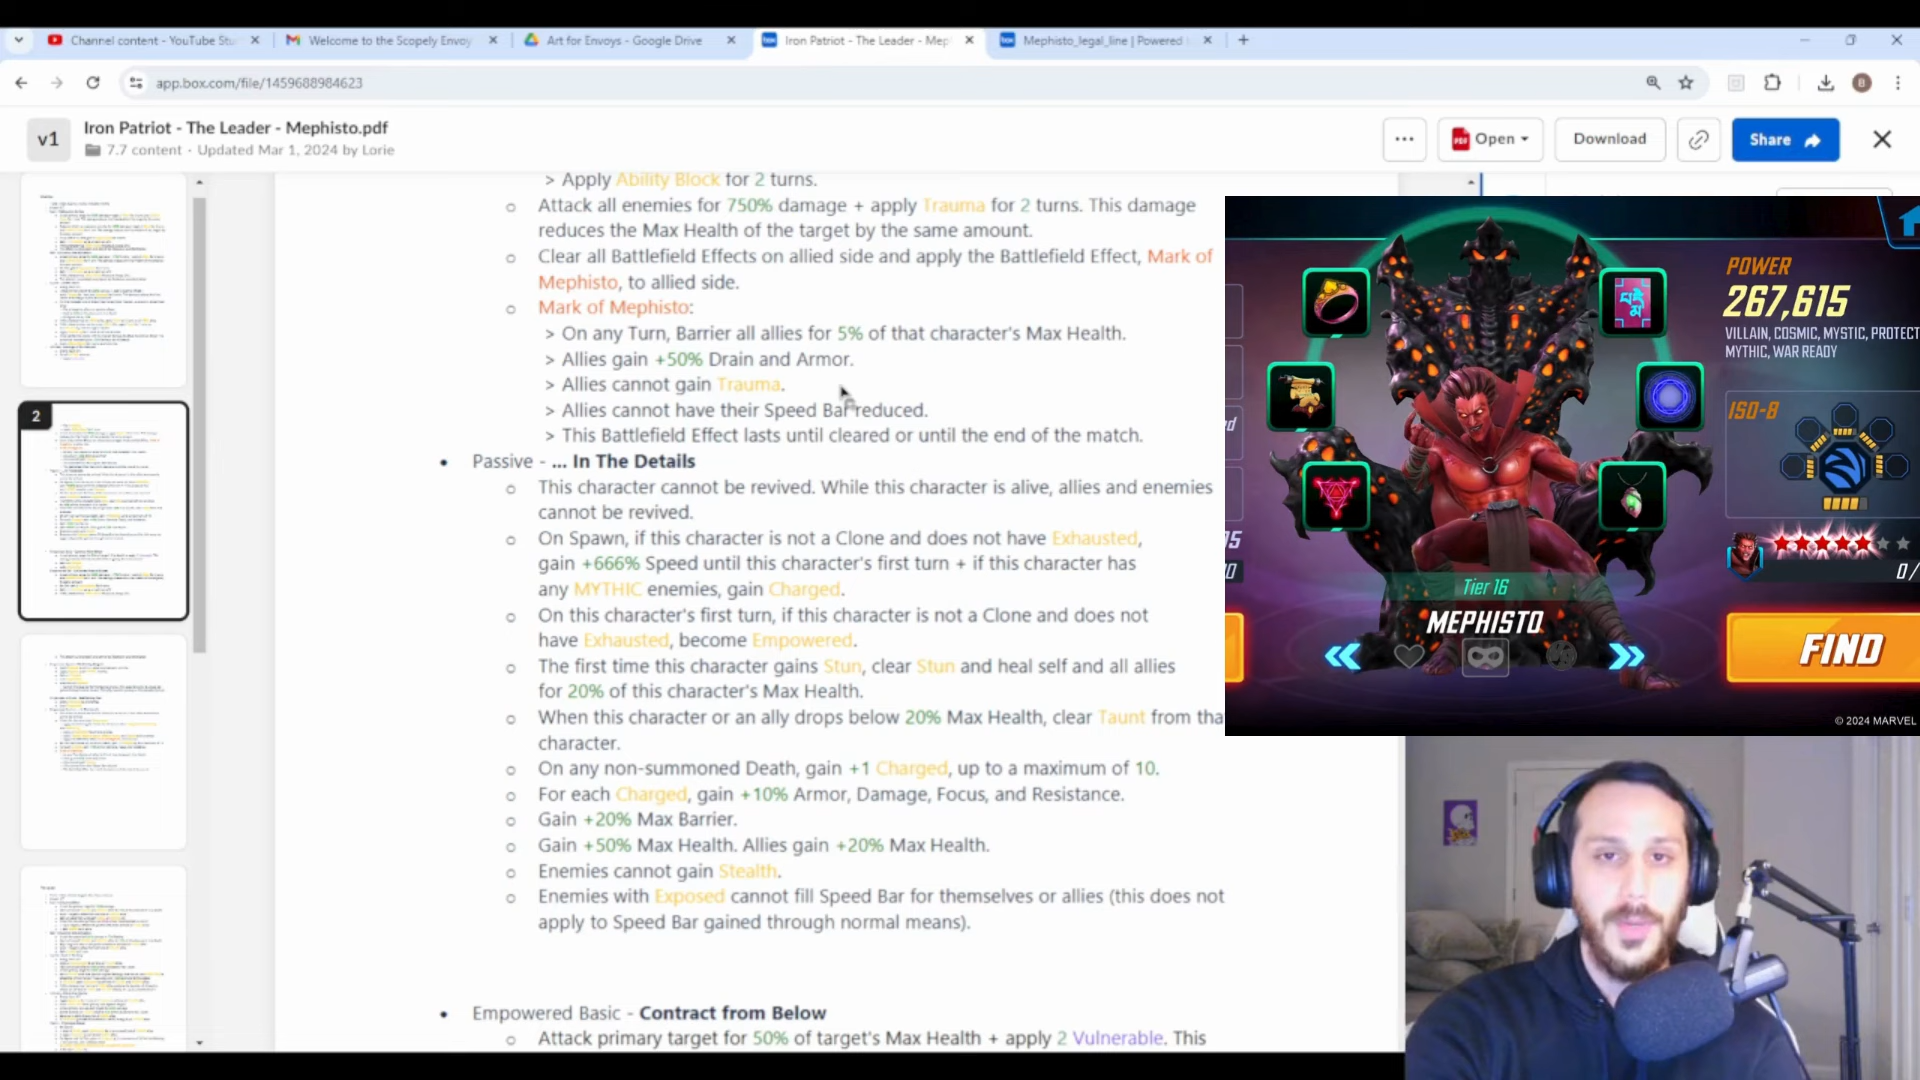 Channel content - YouTube Stu
Welcome to the Scopely Envoy
Art for Envoys - Google Drive
Iron Patriot - The Leader - Mep
Mephisto_legal_line | Powered
app.box.com/file/1459688984623
B
v1
Iron Patriot - The Leader - Mephisto.pdf
7.7 content · Updated Mar 1, 2024 by Lorie
PDF
Open
Download
Share
2
> Apply Ability Block for 2 turns.
Attack all enemies for 750% damage + apply Trauma for 2 turns. This damage
reduces the Max Health of the target by the same amount.
Clear all Battlefield Effects on allied side and apply the Battlefield Effect, Mark of
Mephisto, to allied side.
Mark of Mephisto:
> On any Turn, Barrier all allies for 5% of that character's Max Health.
> Allies gain +50% Drain and Armor.
> Allies cannot gain Trauma.
> Allies cannot have their Speed Bar reduced.
> This Battlefield Effect lasts until cleared or until the end of the match.
• Passive - ... In The Details
This character cannot be revived. While this character is alive, allies and enemies
cannot be revived.
On Spawn, if this character is not a Clone and does not have Exhausted,
gain +666% Speed until this character's first turn + if this character has
any MYTHIC enemies, gain Charged.
On this character's first turn, if this character is not a Clone and does not
have Exhausted, become Empowered.
The first time this character gains Stun, clear Stun and heal self and all allies
for 20% of this character's Max Health.
When this character or an ally drops below 20% Max Health, clear Taunt from tha
character.
On any non-summoned Death, gain +1 Charged, up to a maximum of 10.
For each Charged, gain +10% Armor, Damage, Focus, and Resistance.
Gain +20% Max Barrier.
Gain +50% Max Health. Allies gain +20% Max Health.
Enemies cannot gain Stealth.
Enemies with Exposed cannot fill Speed Bar for themselves or allies (this does not
apply to Speed Bar gained through normal means).
• Empowered Basic - Contract from Below
Attack primary target for 50% of target's Max Health + apply 2 Vulnerable. This
POWER
267,615
VILLAIN, COSMIC, MYSTIC, PROTECT
MYTHIC, WAR READY
ISO-8
0/
Tier 16
MEPHISTO
FIND
© 2024 MARVEL